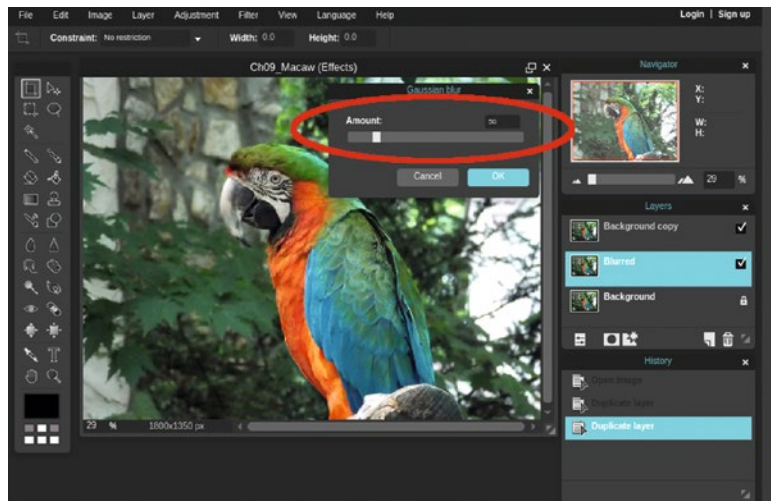 File Edit Image Layer Adjustment Filter View Language Help Login | Sign up
Constraint: No restriction Width: 0.0 Height: 0.0
Ch09_Macaw (Effects)
Gaussian blur
Amount: 50
Cancel OK
29 % 1800x1350 px
Navigator
X:
Y:
W:
H:
29 %
Layers
Background copy
Blurred
Background
History
Open image
Duplicate layer
Duplicate layer